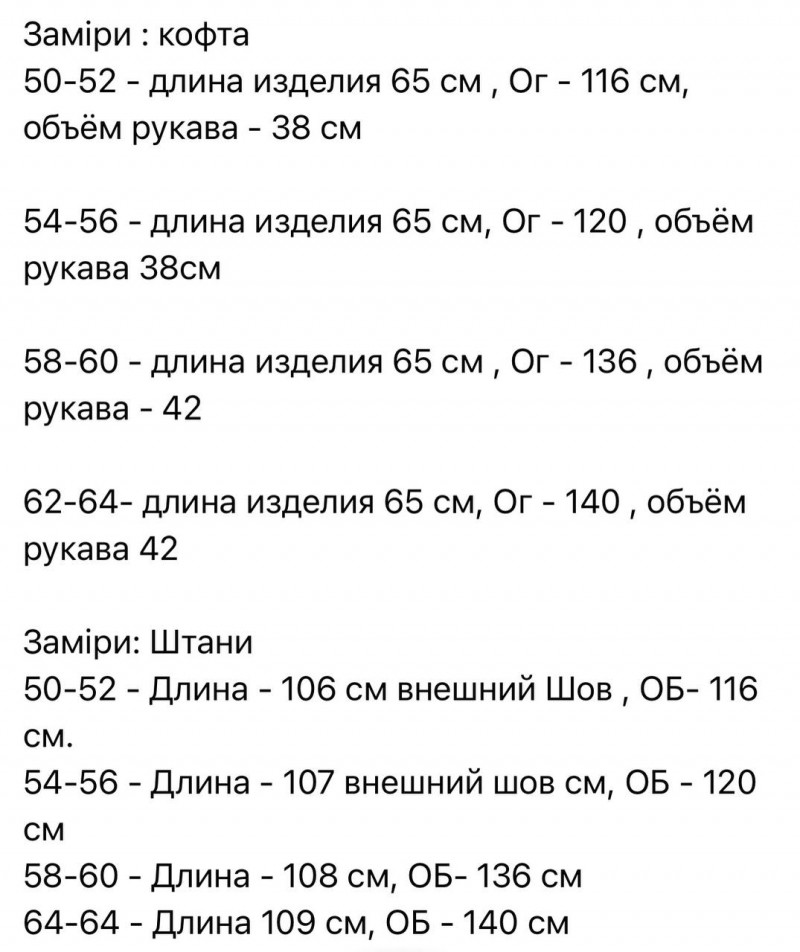 Заміри : кофта
50-52 - длина изделия 65 см , Ог - 116 см,
объём рукава - 38 см
54-56 - длина изделия 65 см, Ог - 120 , объём
рукава 38см
58-60 - длина изделия 65 см , Ог - 136 , объём
рукава - 42
62-64- длина изделия 65 см, Ог - 140 , объём
рукава 42
Заміри: Штани
50-52 - Длина - 106 см внешний Шов , ОБ- 116
см.
54-56 - Длина - 107 внешний шов см, ОБ - 120
см
58-60 - Длина - 108 см, ОБ- 136 см
64-64 - Длина 109 см, ОБ - 140 см